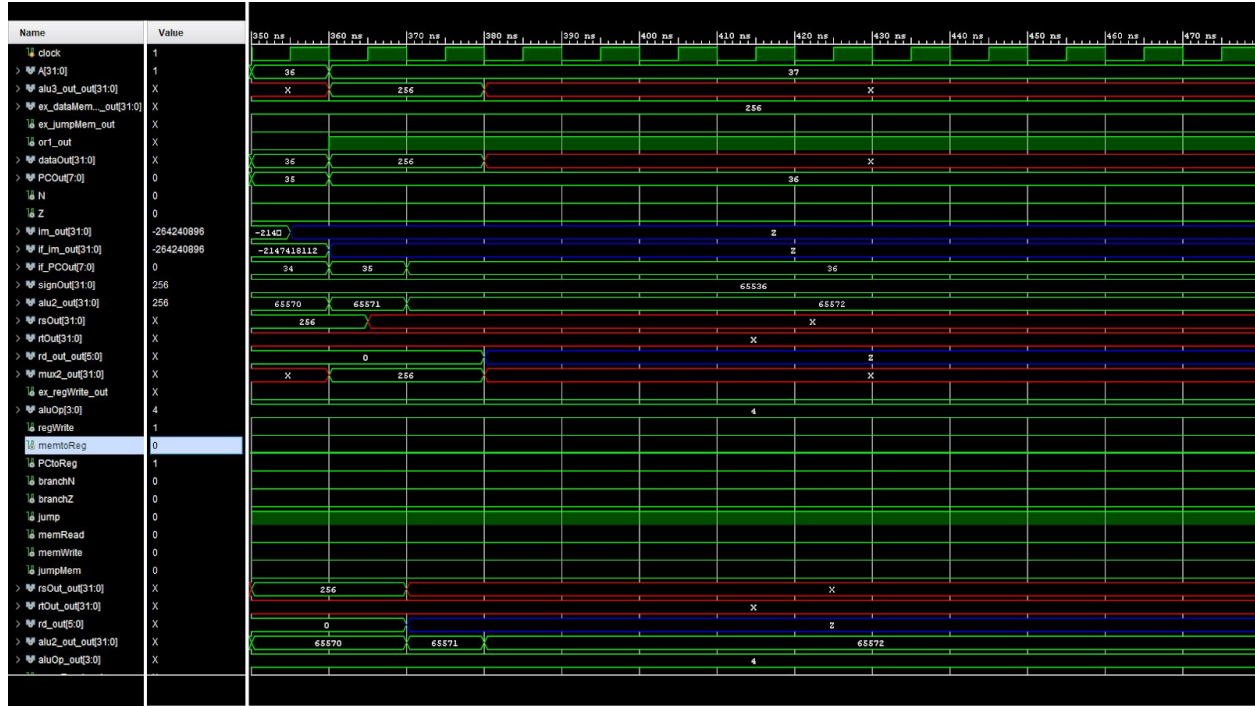 Name Value 350 ns 360 ns 370 ns 380 ns 390 ns 400 ns 410 ns 420 ns 430 ns 440 ns 450 ns 460 ns 470 ns
clock 1
A[31:0] 1 36 37
alu3_out_out[31:0] X X 256 X
ex_dataMem..._out[31:0] X 256
ex_jumpMem_out X
or1_out X
dataOut[31:0] X 36 256 X
PCOut[7:0] 0 35 36
N 0
Z 0
im_out[31:0] -264240896 -214 Z
if_im_out[31:0] -264240896 -2147418112 Z
if_PCOut[7:0] 0 34 35 36
signOut[31:0] 256 65536
alu2_out[31:0] 256 65570 65571 65572
rsOut[31:0] X 256 X
rtOut[31:0] X X
rd_out_out[5:0] X 0 Z
mux2_out[31:0] X X 256 X
ex_regWrite_out X
aluOp[3:0] 4 4
regWrite 1
memtoReg 0
PCtoReg 1
branchN 0
branchZ 0
jump 0
memRead 0
memWrite 0
jumpMem 0
rsOut_out[31:0] X 256 X
rtOut_out[31:0] X X
rd_out[5:0] X 0 Z
alu2_out_out[31:0] X 65570 65571 65572
aluOp_out[3:0] X 4